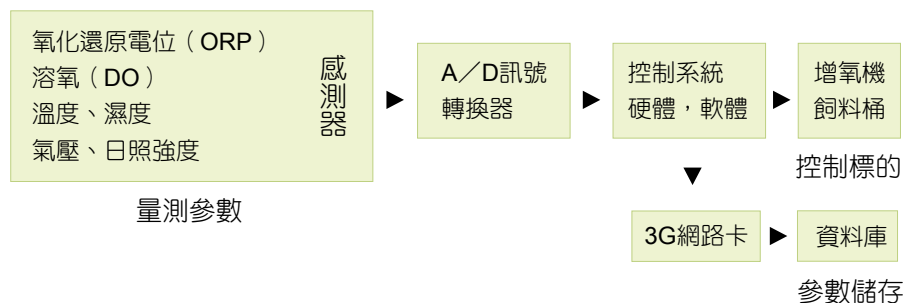 氧化還原電位（ORP）
溶氧（DO）
溫度、濕度
氣壓、日照強度
感測器
量測參數
A／D訊號
轉換器
控制系統
硬體，軟體
增氧機
飼料桶
控制標的
3G網路卡
資料庫
參數儲存